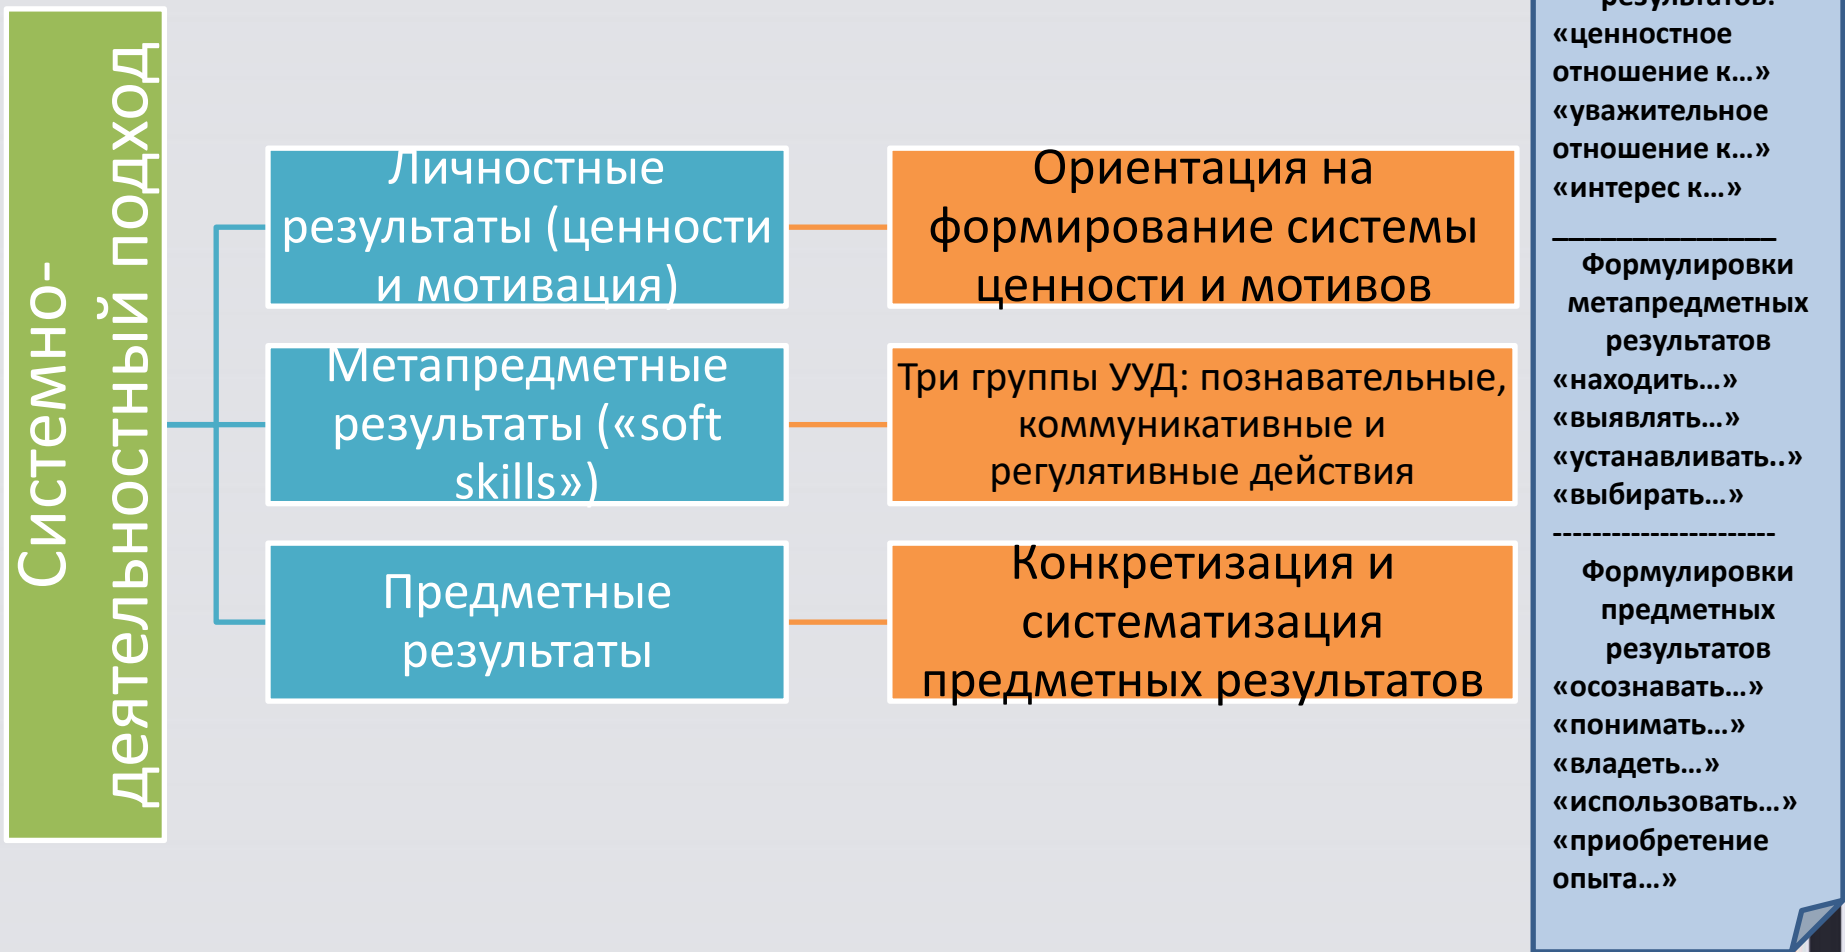 Системно-
деятельностный подход
Личностные
результаты (ценности
и мотивация)
Ориентация на
формирование системы
ценности и мотивов
Метапредметные
результаты («soft
skills»)
Три группы УУД: познавательные,
коммуникативные и
регулятивные действия
Предметные
результаты
Конкретизация и
систематизация
предметных результатов
результатов:
«ценностное
отношение к…»
«уважительное
отношение к…»
«интерес к…»
______________
Формулировки
метапредметных
результатов
«находить…»
«выявлять…»
«устанавливать..»
«выбирать…»
-----------------------
Формулировки
предметных
результатов
«осознавать…»
«понимать…»
«владеть…»
«использовать…»
«приобретение
опыта…»